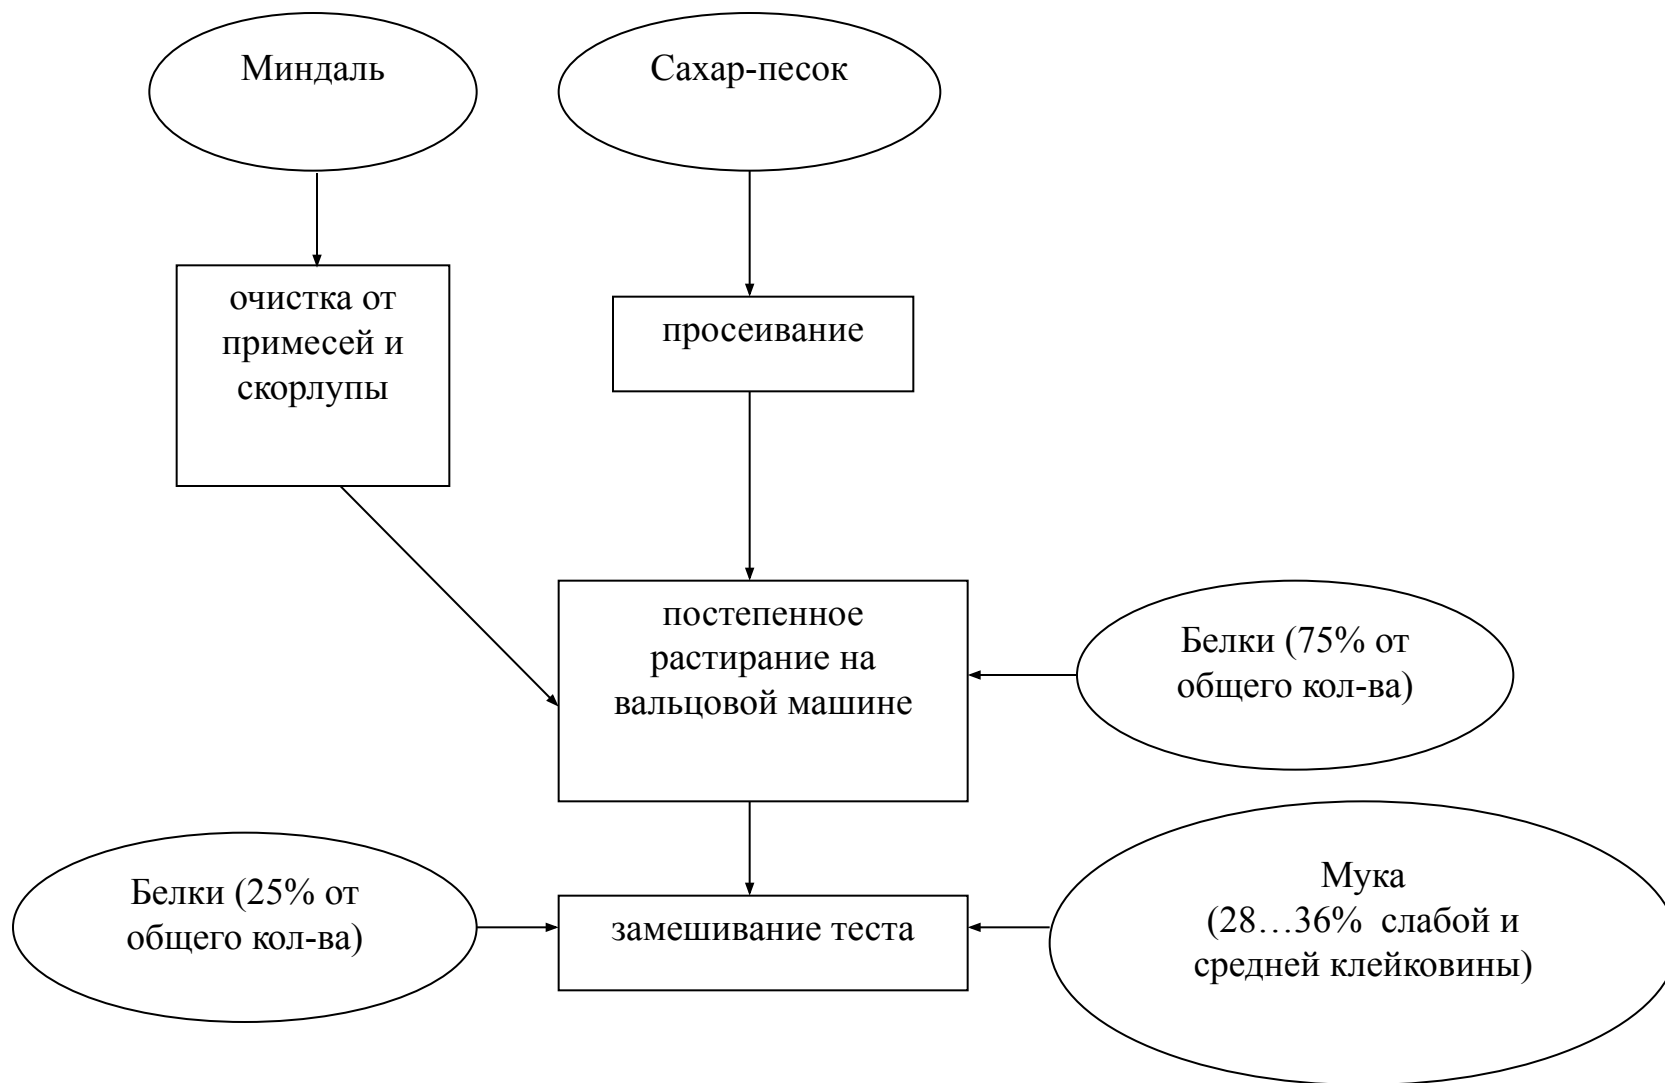 Миндаль
Сахар-песок
очистка от
примесей и
скорлупы
просеивание
постепенное
растирание на
вальцовой машине
Белки (75% от
общего кол-ва)
Белки (25% от
общего кол-ва)
замешивание теста
Мука
(28…36% слабой и
средней клейковины)